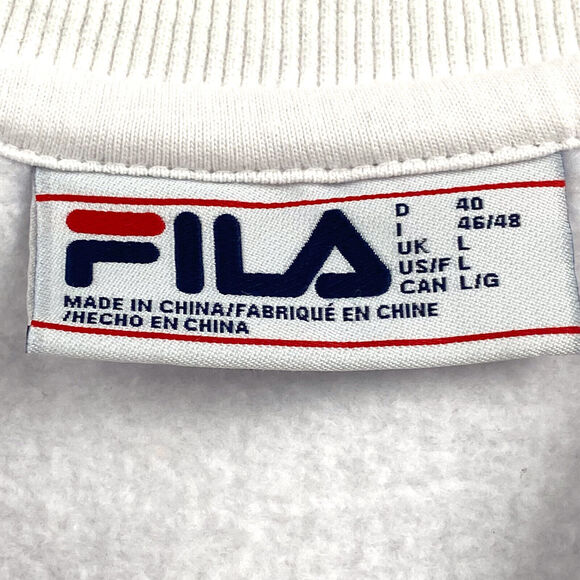 FILA
D 40
I 46/48
UK L
US/F L
CAN L/G
MADE IN CHINA/FABRIQUÉ EN CHINE
/HECHO EN CHINA